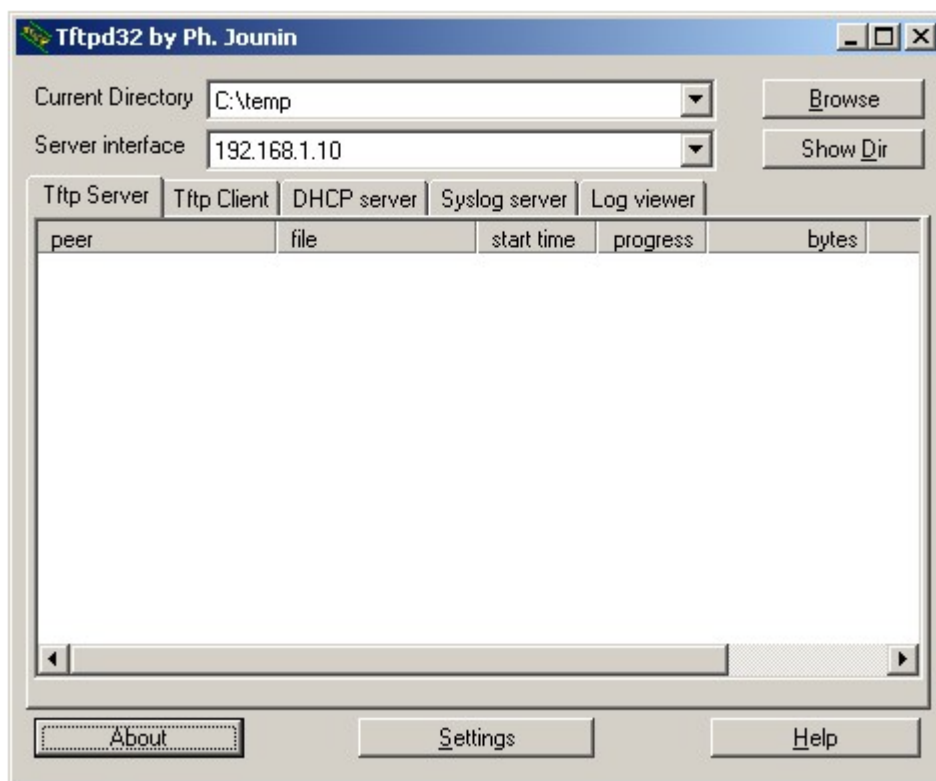 Tftpd32 by Ph. Jounin
Current Directory C:\temp Browse
Server interface 192.168.1.10 Show Dir
Tftp Server Tftp Client DHCP server Syslog server Log viewer
peer file start time progress bytes
About Settings Help